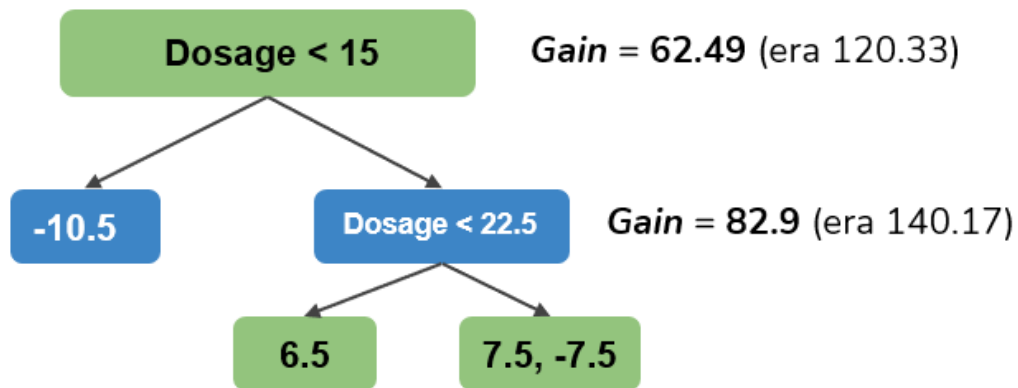 Dosage < 15
Gain = 62.49 (era 120.33)
-10.5
Dosage < 22.5
Gain = 82.9 (era 140.17)
6.5
7.5, -7.5